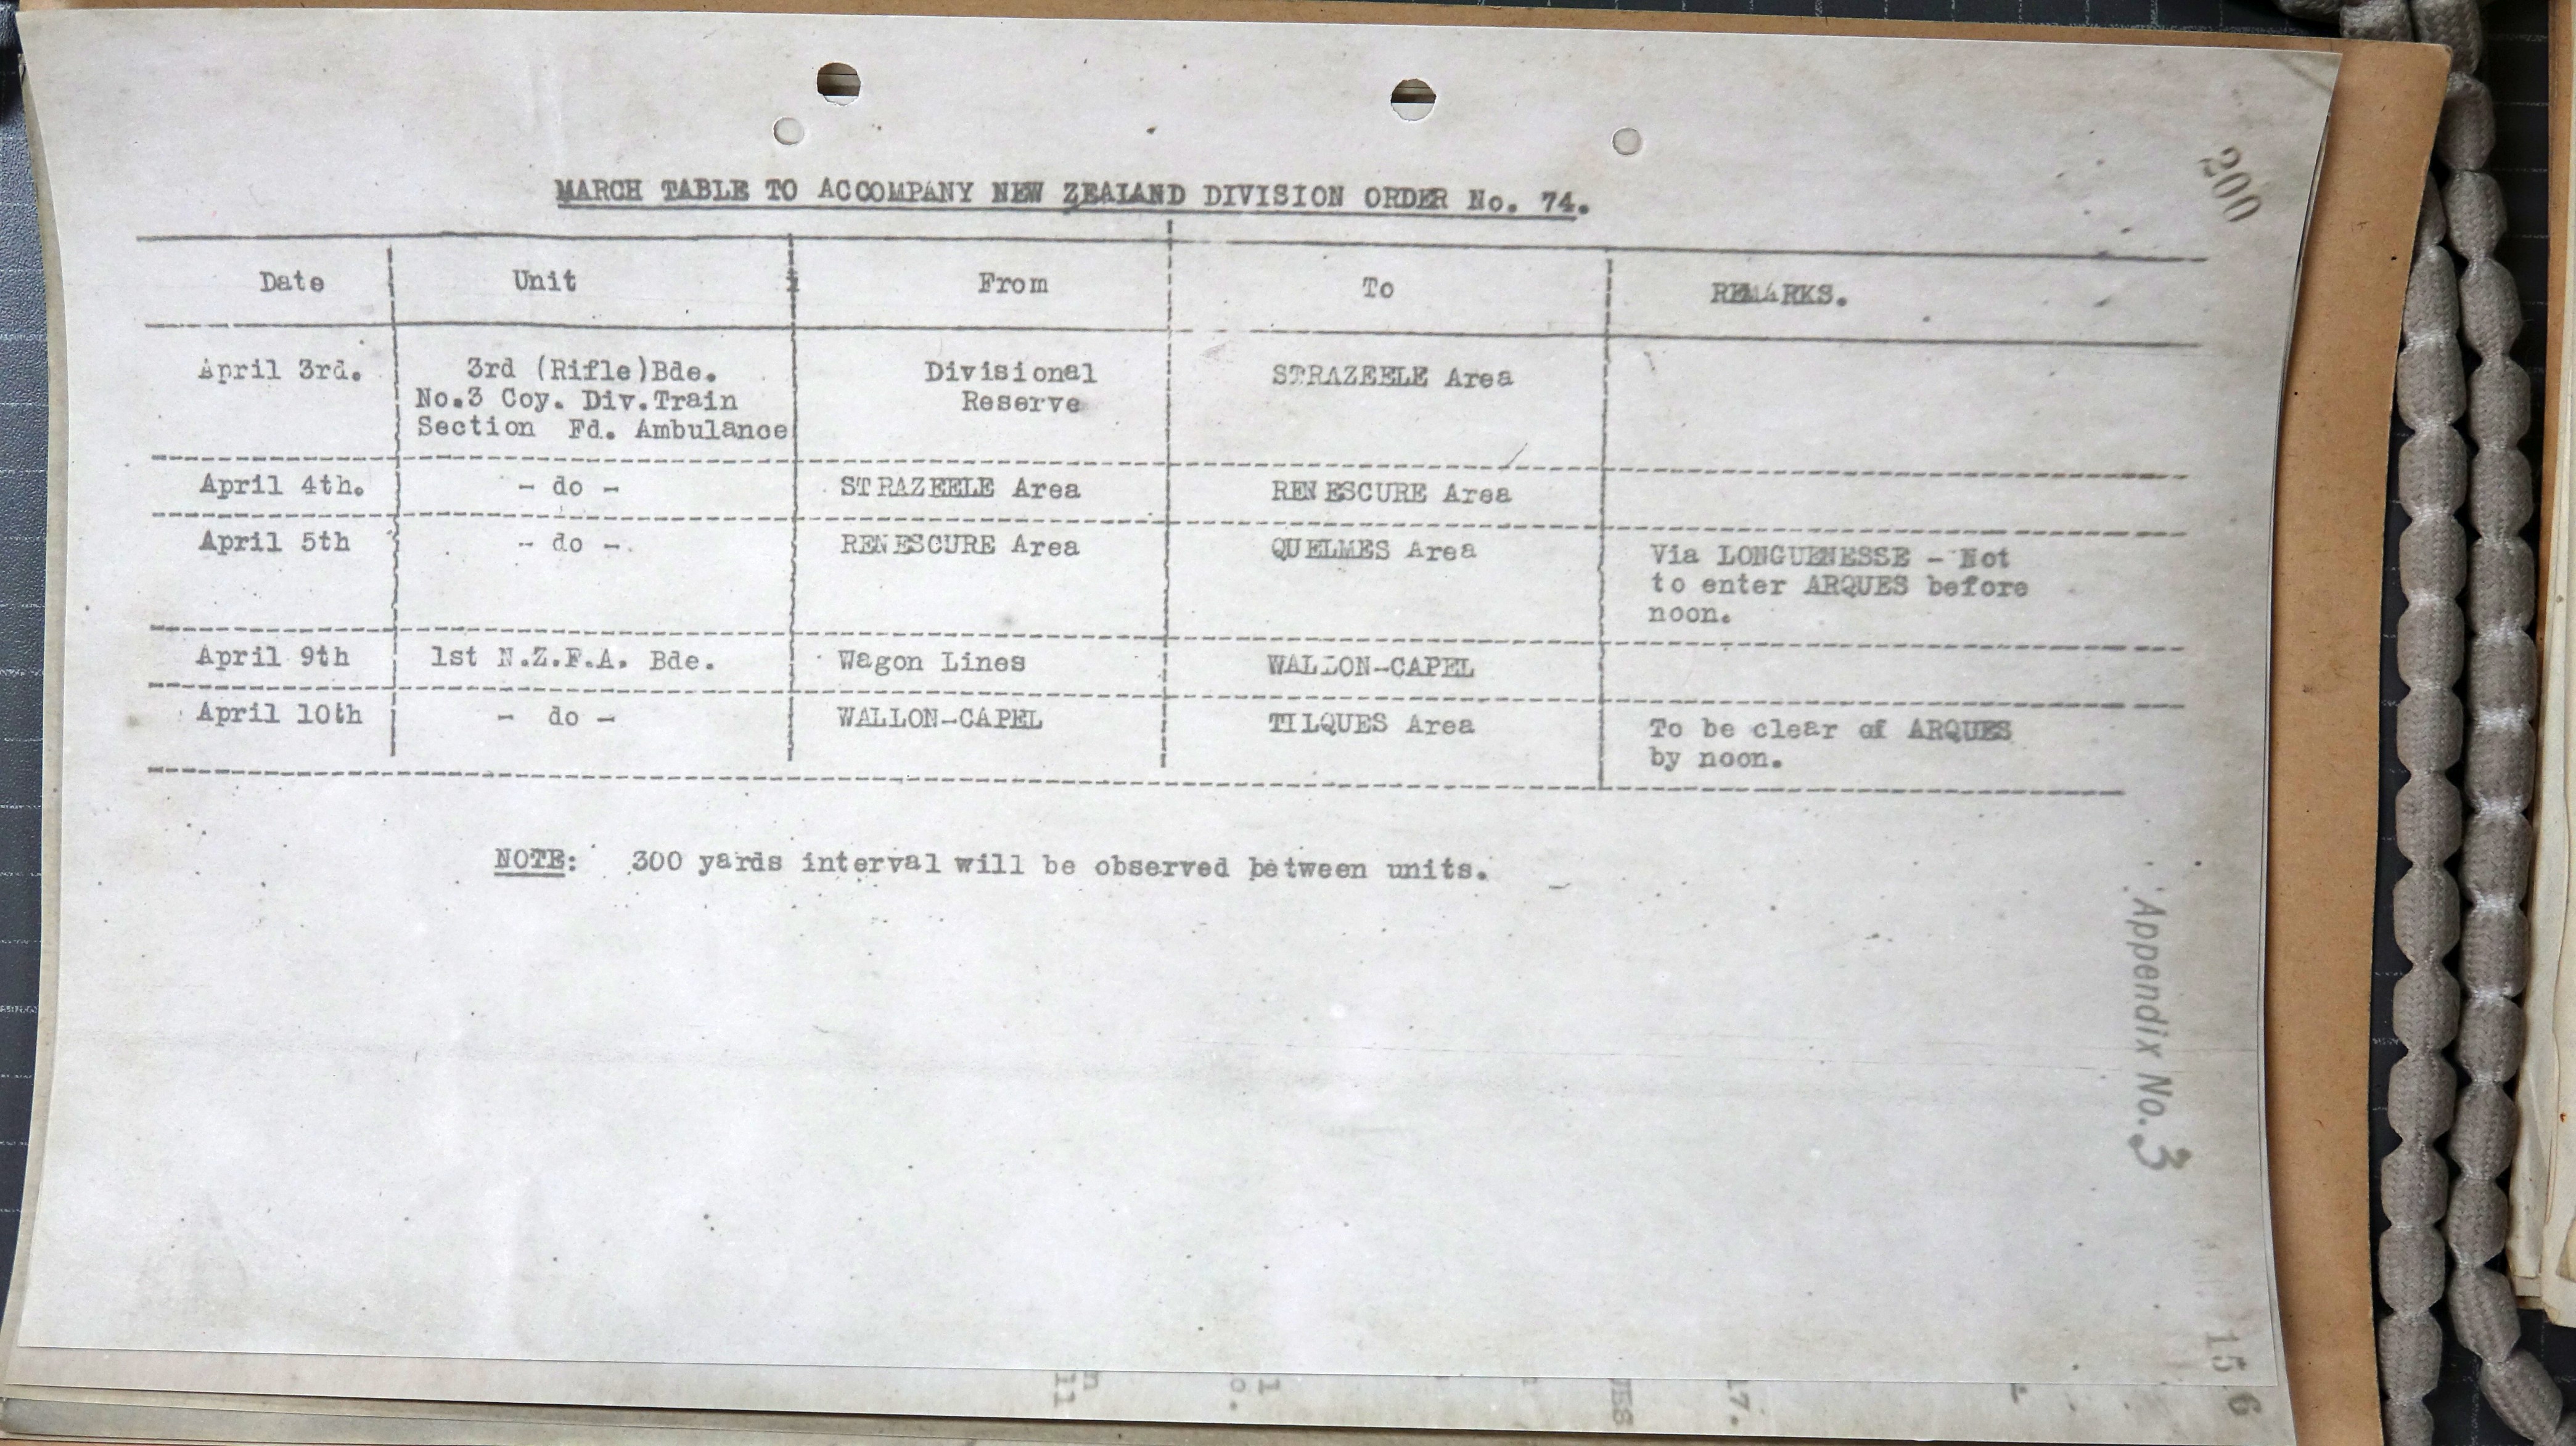 200
MARCH TABLE TO ACCOMPANY NEW ZEALAND DIVISION ORDER No. 74.
Date Unit From To REMARKS.
April 3rd. 3rd (Rifle)Bde. Divisional STRAZEELE Area
No.3 Coy. Div.Train Reserve
Section Fd. Ambulance
April 4th. - do - STRAZEELE Area RENESCURE Area
April 5th - do -. RENESCURE Area QUELMES Area Via LONGUENESSE - Not
to enter ARQUES before
noon.
April 9th 1st N.Z.F.A. Bde. Wagon Lines WALLON-CAPEL
April 10th - do - WALLON-CAPEL TILQUES Area To be clear of ARQUES
by noon.
NOTE: 300 yards interval will be observed between units.
Appendix No. 3